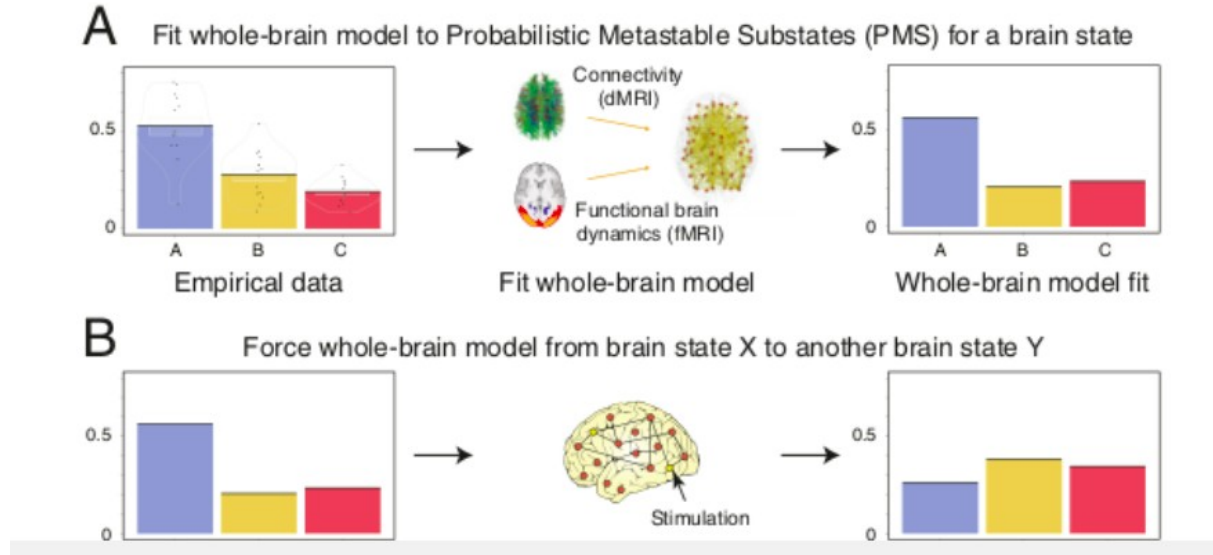 A
Fit whole-brain model to Probabilistic Metastable Substates (PMS) for a brain state
0.5
0
A B C
Empirical data
Connectivity
(dMRI)
Functional brain
dynamics (fMRI)
Fit whole-brain model
0.5
0
A B C
Whole-brain model fit
B
Force whole-brain model from brain state X to another brain state Y
0.5
0
Stimulation
0.5
0